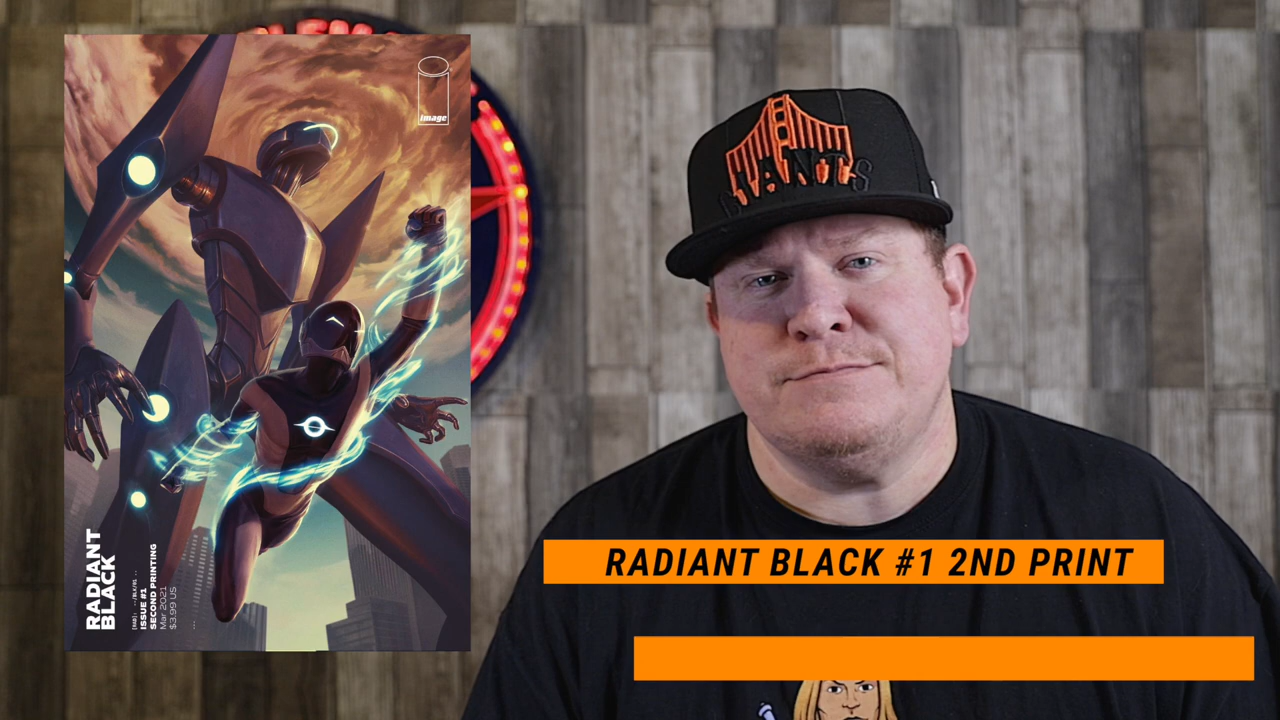 image
RADIANT
BLACK
ISSUE #1
SECOND PRINTING
Mar 2021
$3.99 US
GIANTS
RADIANT BLACK #1 2ND PRINT